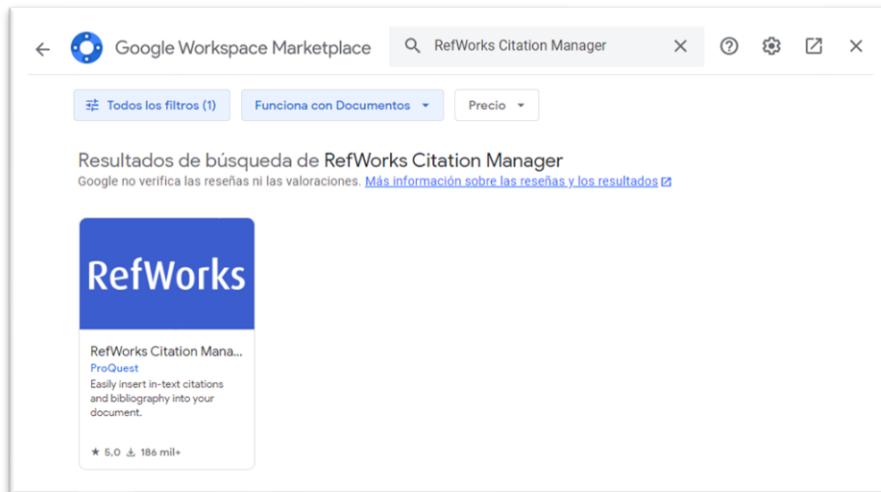 Google Workspace Marketplace
RefWorks Citation Manager
Todos los filtros (1)
Funciona con Documentos
Precio
Resultados de búsqueda de RefWorks Citation Manager
Google no verifica las reseñas ni las valoraciones. Más información sobre las reseñas y los resultados
RefWorks
RefWorks Citation Mana...
ProQuest
Easily insert in-text citations
and bibliography into your
document.
5,0 186 mil+